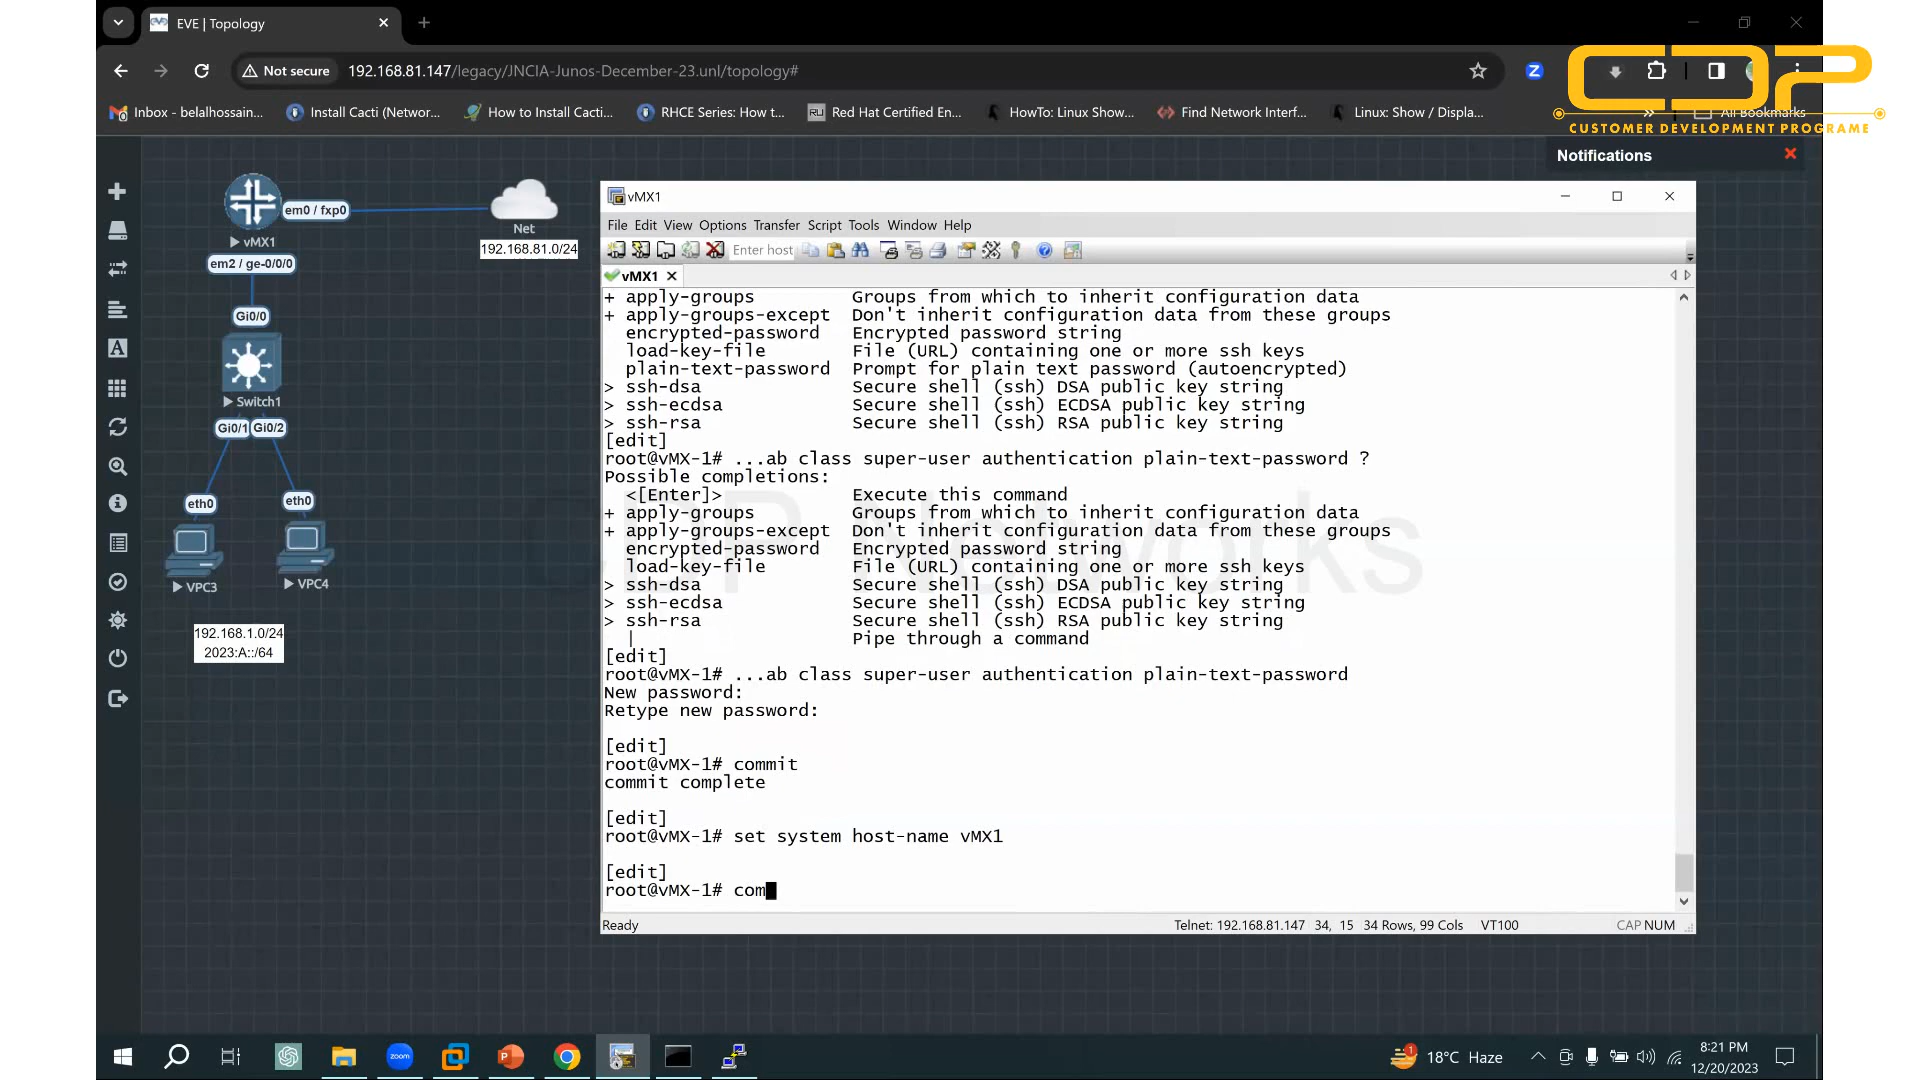 EVE | Topology
Not secure 192.168.81.147/legacy/JNCIA-Junos-December-23.unl/topology#
Inbox - belalhossain... Install Cacti (Networ... How to Install Cacti... RHCE Series: How t... RU Red Hat Certified En... HowTo: Linux Show... Find Network Interf... Linux: Show / Displa... All Bookmarks
CDP
CUSTOMER DEVELOPMENT PROGRAME
Notifications
em0 / fxp0
vMX1
Net
192.168.81.0/24
em2 / ge-0/0/0
Gi0/0
Switch1
Gi0/1 Gi0/2
eth0 eth0
VPC3 VPC4
192.168.1.0/24
2023:A::/64
vMX1
File Edit View Options Transfer Script Tools Window Help
Enter host
vMX1
+ apply-groups Groups from which to inherit configuration data
+ apply-groups-except Don't inherit configuration data from these groups
encrypted-password Encrypted password string
load-key-file File (URL) containing one or more ssh keys
plain-text-password Prompt for plain text password (autoencrypted)
> ssh-dsa Secure shell (ssh) DSA public key string
> ssh-ecdsa Secure shell (ssh) ECDSA public key string
> ssh-rsa Secure shell (ssh) RSA public key string
[edit]
root@vMX-1# ...ab class super-user authentication plain-text-password ?
Possible completions:
<[Enter]> Execute this command
+ apply-groups Groups from which to inherit configuration data
+ apply-groups-except Don't inherit configuration data from these groups
encrypted-password Encrypted password string
load-key-file File (URL) containing one or more ssh keys
> ssh-dsa Secure shell (ssh) DSA public key string
> ssh-ecdsa Secure shell (ssh) ECDSA public key string
> ssh-rsa Secure shell (ssh) RSA public key string
| Pipe through a command
[edit]
root@vMX-1# ...ab class super-user authentication plain-text-password
New password:
Retype new password:
[edit]
root@vMX-1# commit
commit complete
[edit]
root@vMX-1# set system host-name vMX1
[edit]
root@vMX-1# com
CDP Networks
Ready Telnet: 192.168.81.147 34, 15 34 Rows, 99 Cols VT100 CAP NUM
zoom
1 18°C Haze
8:21 PM
12/20/2023